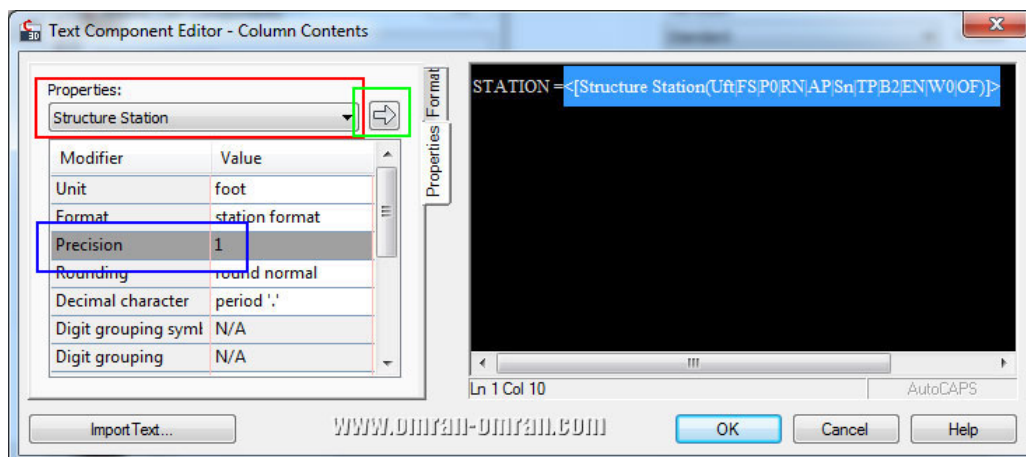 Text Component Editor - Column Contents
Properties:
Structure Station
Modifier Value
Unit foot
Format station format
Precision 1
Rounding round normal
Decimal character period '.'
Digit grouping symb N/A
Digit grouping N/A
Format
Properties
STATION =<[Structure Station(Uft|FS|P0|RN|AP|Sn|TP|B2|EN|W0|OF)]>
Ln 1 Col 10
AutoCAPS
Import Text...
www.omran-omran.com
OK
Cancel
Help